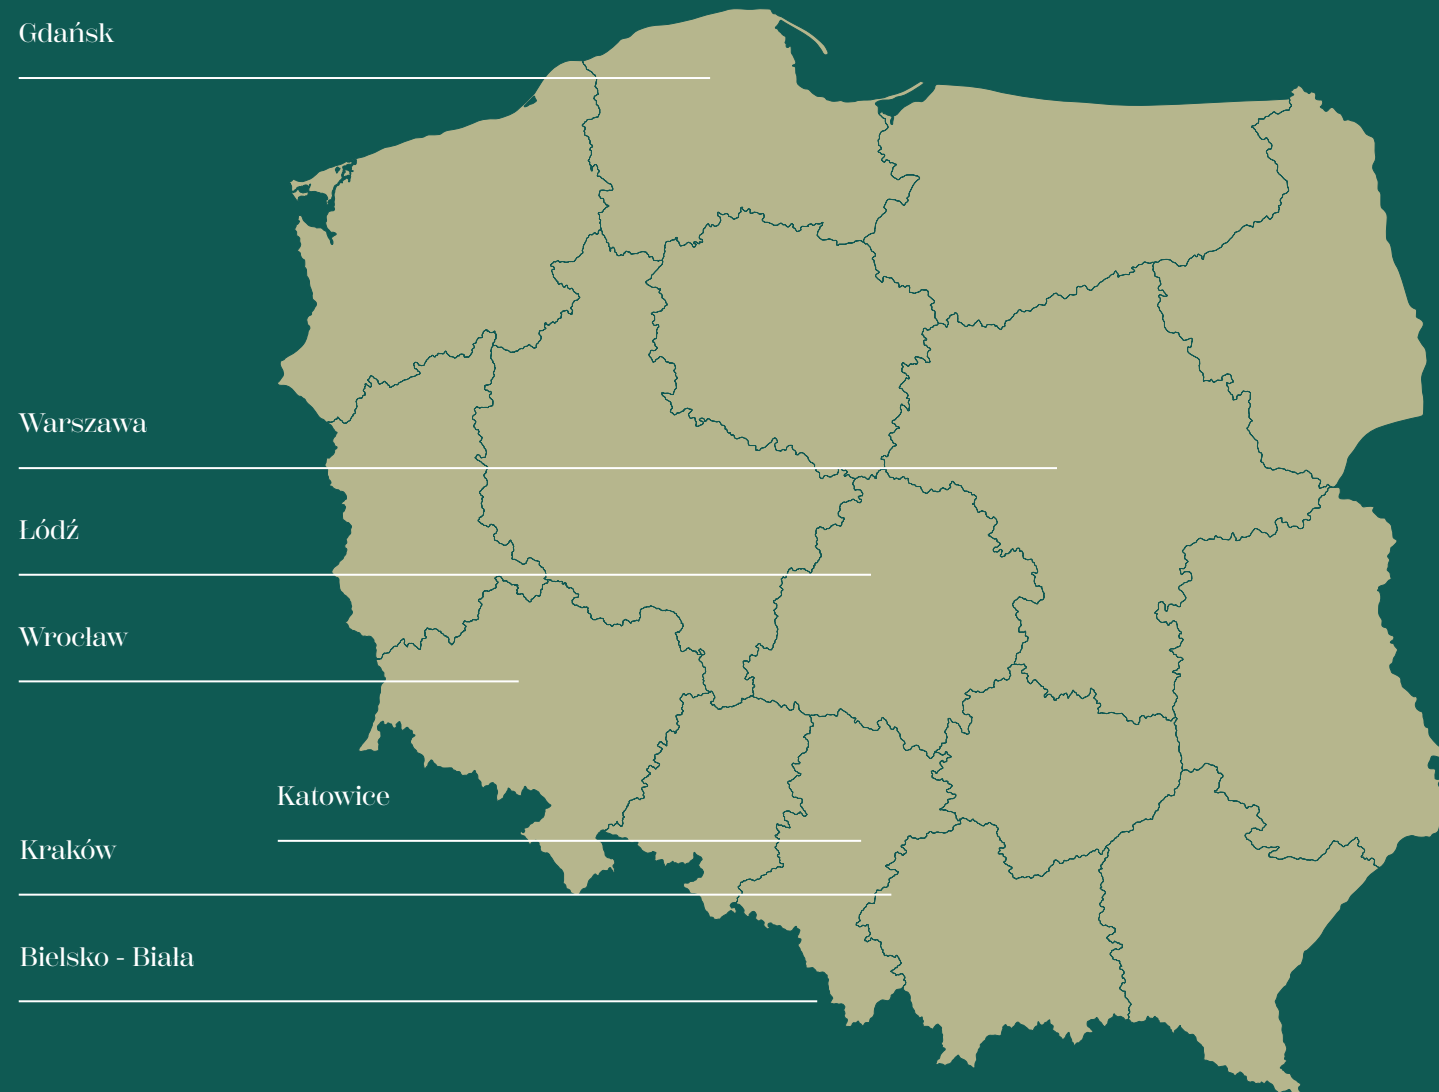 Gdańsk
Warszawa
Łódź
Wrocław
Katowice
Kraków
Bielsko - Biała